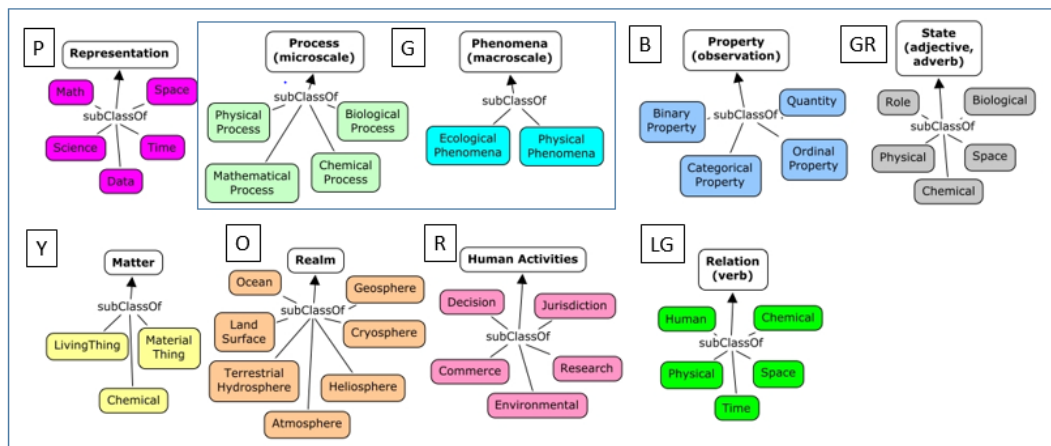 P
Representation
Math
Space
subClassOf
Science
Time
Data
Process
(microscale)
subClassOf
Physical
Process
Biological
Process
Mathematical
Process
Chemical
Process
G
Phenomena
(macroscale)
subClassOf
Ecological
Phenomena
Physical
Phenomena
B
Property
(observation)
Quantity
Binary
Property
subClassOf
Categorical
Property
Ordinal
Property
GR
State
(adjective,
adverb)
Role
Biological
subClassOf
Physical
Space
Chemical
Y
Matter
subClassOf
LivingThing
Material
Thing
Chemical
O
Realm
Ocean
Geosphere
subClassOf
Land
Surface
Cryosphere
Terrestrial
Hydrosphere
Heliosphere
Atmosphere
R
Human Activities
Decision
Jurisdiction
subClassOf
Commerce
Research
Environmental
LG
Relation
(verb)
Human
Chemical
subClassOf
Physical
Space
Time